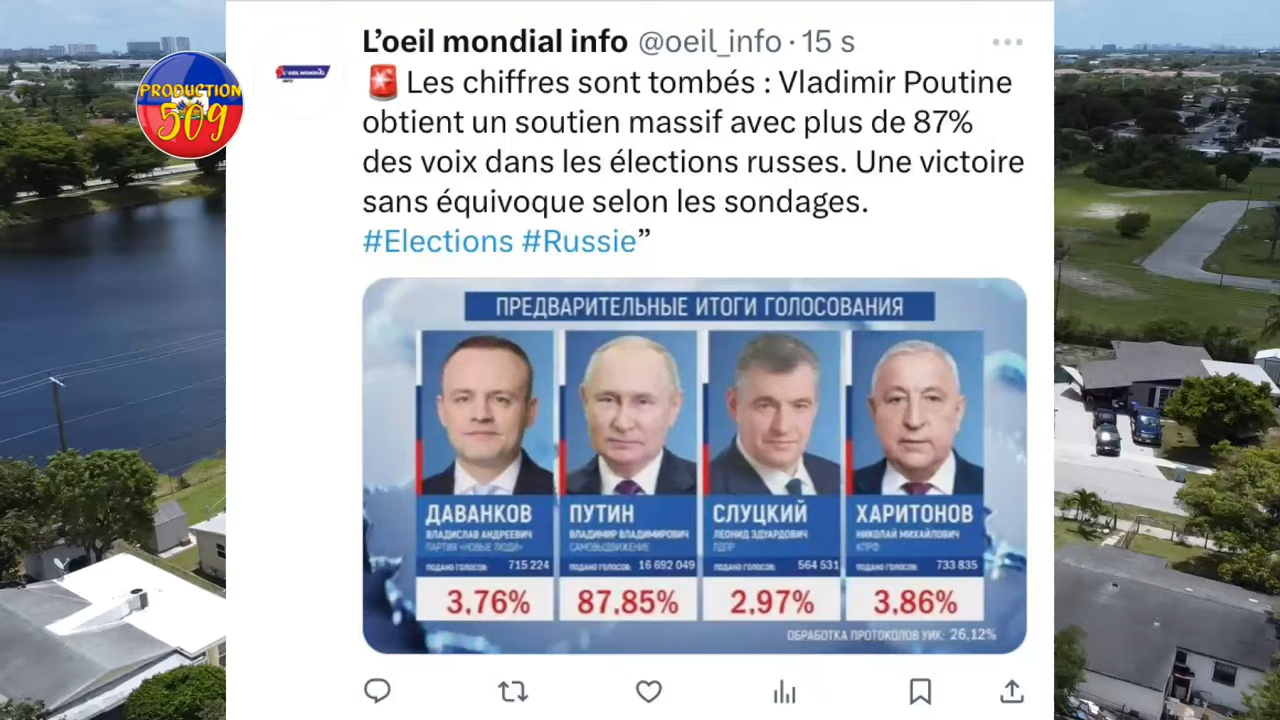 PRODUCTION
509
L'OEIL MONDIAL
INFO
L’oeil mondial info @oeil_info · 15 s
🚨Les chiffres sont tombés : Vladimir Poutine
obtient un soutien massif avec plus de 87%
des voix dans les élections russes. Une victoire
sans équivoque selon les sondages.
#Elections #Russie”
ПРЕДВАРИТЕЛЬНЫЕ ИТОГИ ГОЛОСОВАНИЯ
ДАВАНКОВ
ВЛАДИСЛАВ АНДРЕЕВИЧ
ПАРТИЯ «НОВЫЕ ЛЮДИ»
ПОДАНО ГОЛОСОВ: 715 224
3,76%
ПУТИН
ВЛАДИМИР ВЛАДИМИРОВИЧ
САМОВЫДВИЖЕНИЕ
ПОДАНО ГОЛОСОВ: 16 692 049
87,85%
СЛУЦКИЙ
ЛЕОНИД ЭДУАРДОВИЧ
ЛДПР
ПОДАНО ГОЛОСОВ: 564 531
2,97%
ХАРИТОНОВ
НИКОЛАЙ МИХАЙЛОВИЧ
КПРФ
ПОДАНО ГОЛОСОВ: 733 835
3,86%
ОБРАБОТКА ПРОТОКОЛОВ УИК: 26,12%